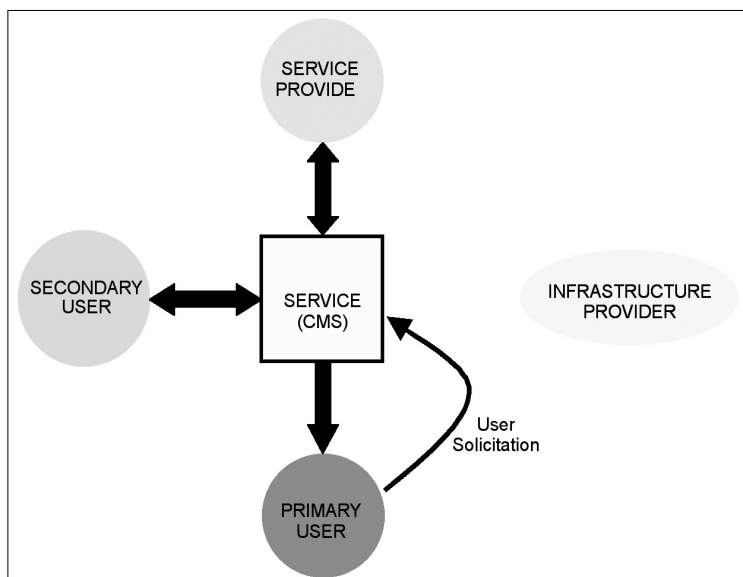 SERVICE
PROVIDE
SECONDARY
USER
SERVICE
(CMS)
INFRASTRUCTURE
PROVIDER
User
Solicitation
PRIMARY
USER